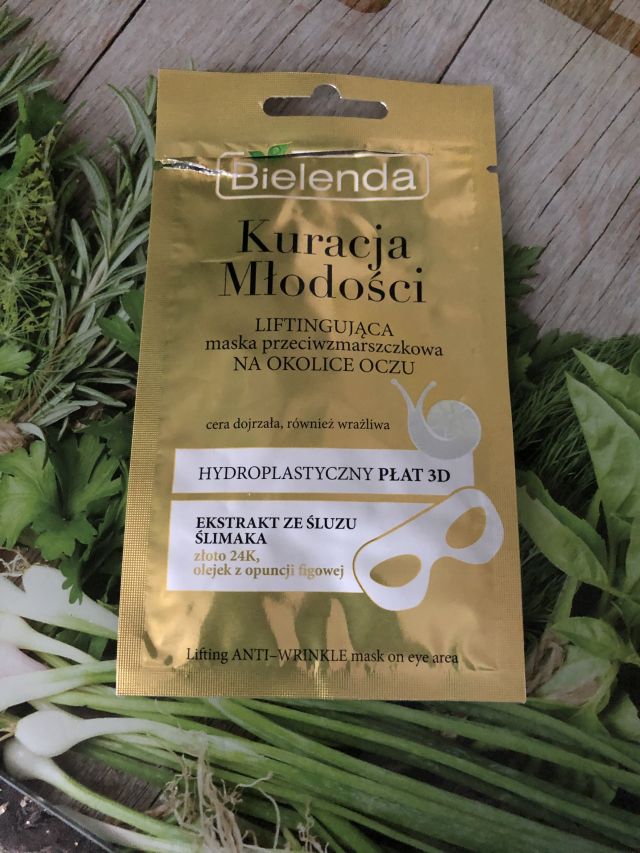 Bielenda
Kuracja
Młodości
LIFTINGUJĄCA
maska przeciwzmarszczkowa
NA OKOLICE OCZU
cera dojrzała, również wrażliwa
HYDROPLASTYCZNY PŁAT 3D
EKSTRAKT ZE ŚLUZU
ŚLIMAKA
złoto 24K,
olejek z opuncji figowej
Lifting ANTI–WRINKLE mask on eye area